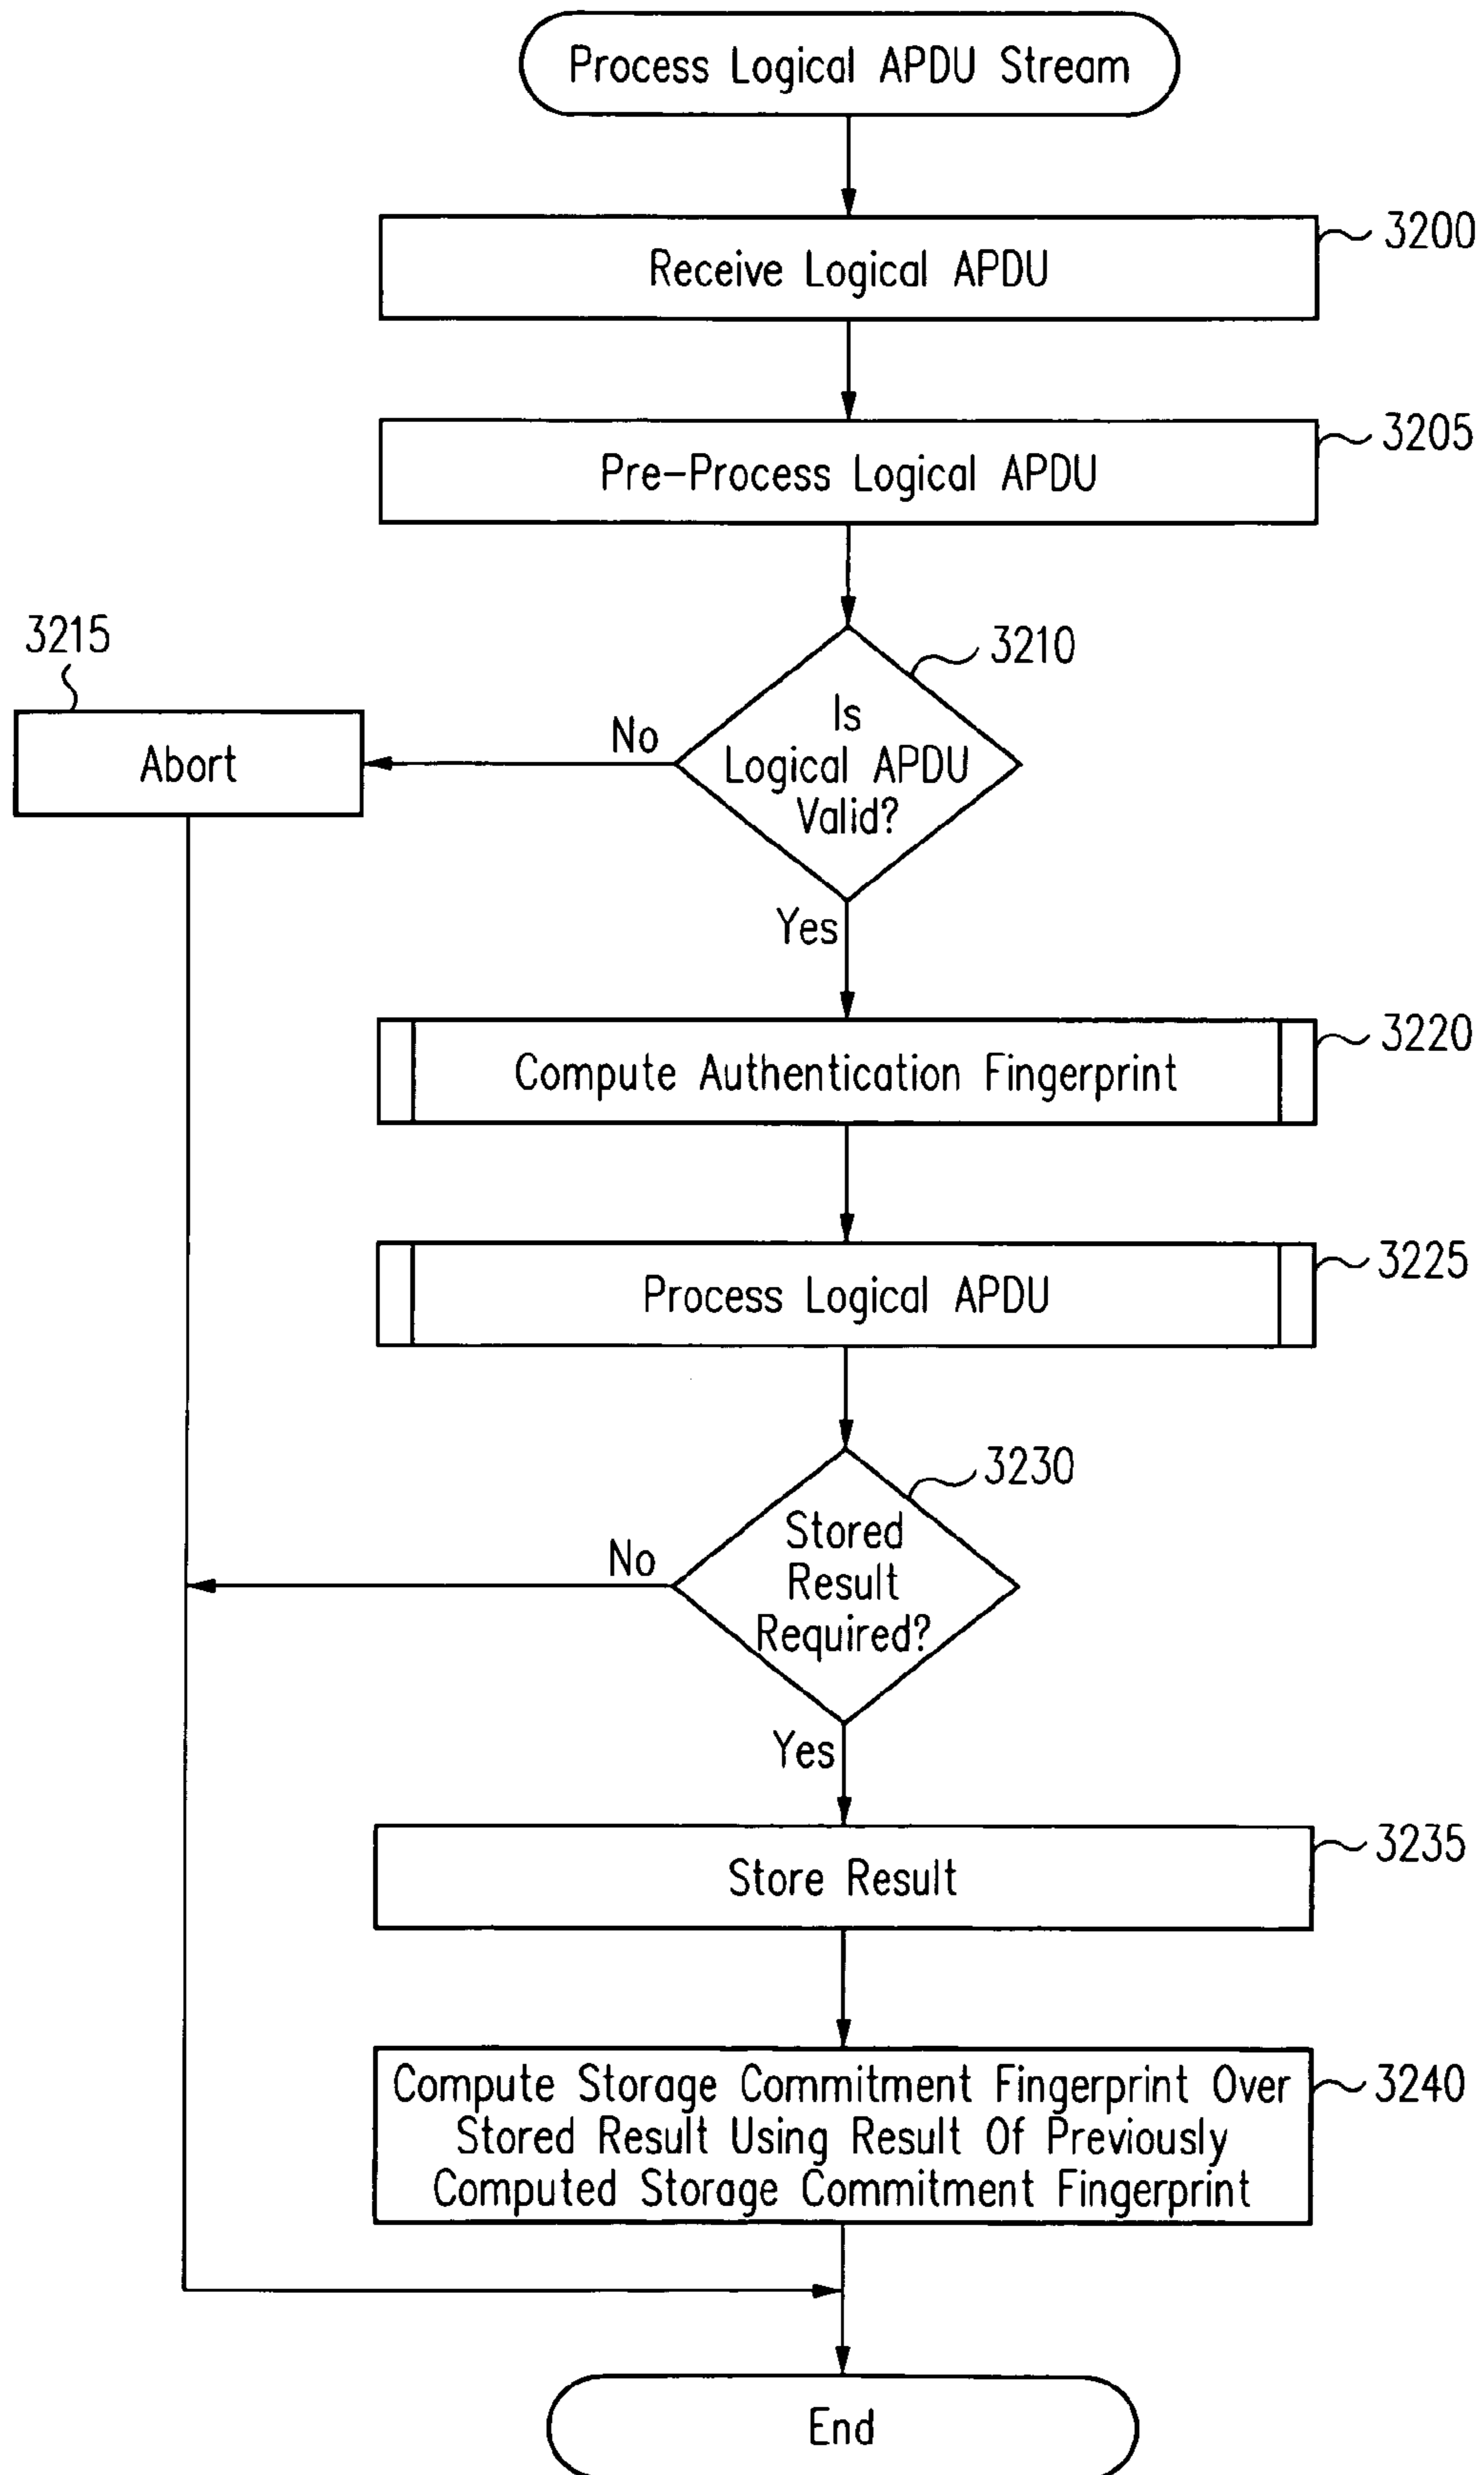 Process Logical APDU Stream
3200
Receive Logical APDU
3205
Pre-Process Logical APDU
3215
3210
Abort
No
Is
Logical APDU
Valid?
Yes
3220
Compute Authentication Fingerprint
3225
Process Logical APDU
3230
No
Stored
Result
Required?
Yes
3235
Store Result
3240
Compute Storage Commitment Fingerprint Over
Stored Result Using Result Of Previously
Computed Storage Commitment Fingerprint
End